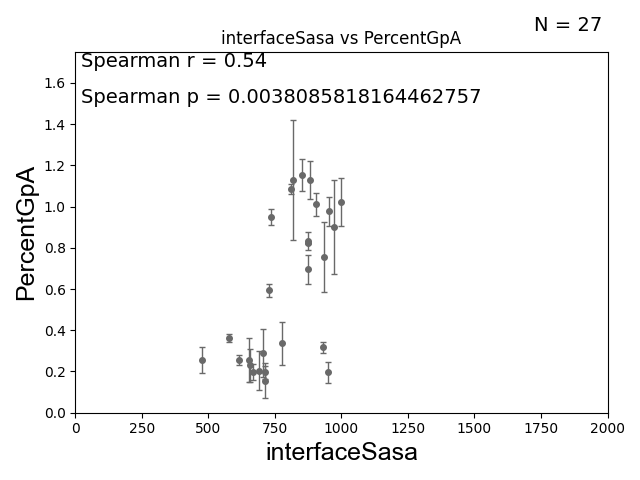 N = 27
interfaceSasa vs PercentGpA
Spearman r = 0.54
Spearman p = 0.0038085818164462757
PercentGpA
1.6
1.4
1.2
1.0
0.8
0.6
0.4
0.2
0.0
0 250 500 750 1000 1250 1500 1750 2000
interfaceSasa